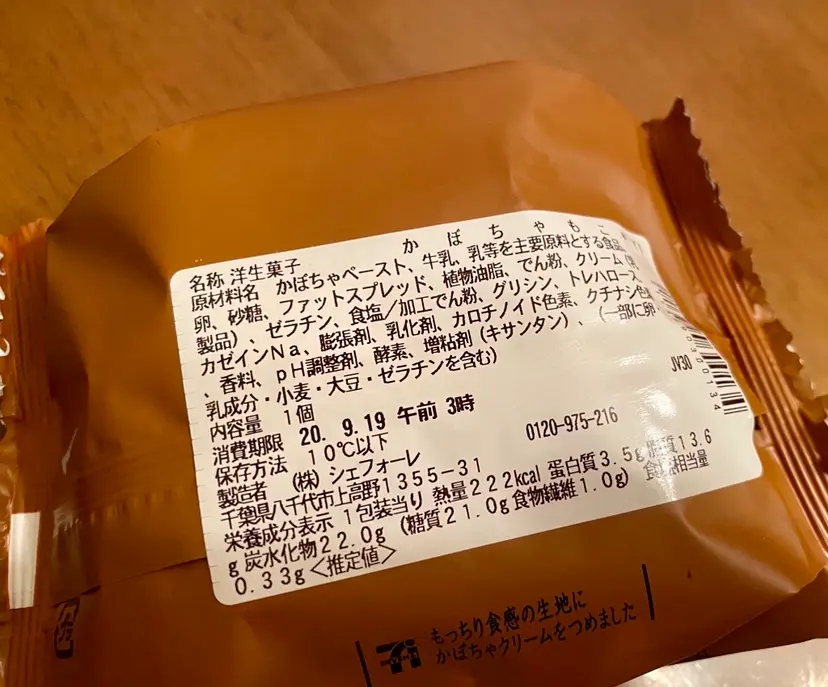 かぼちゃもこ
名称 洋生菓子
原材料名 かぼちゃペースト、牛乳、乳等を主要原料とする食品、
卵、砂糖、ファットスプレッド、植物油脂、でん粉、クリーム
製品)、ゼラチン、食塩/加工でん粉、グリシン、トレハロース、
カゼインNa、膨張剤、乳化剤、カロチノイド色素、クチナシ色素
、香料、pH調整剤、酵素、増粘剤(キサンタン)、(一部に卵・
乳成分・小麦・大豆・ゼラチンを含む)
内容量 1個
消費期限 20. 9.19 午前 3時
保存方法 10℃以下
製造者 (株)シェフォーレ 0120-975-216
千葉県八千代市上高野1355-31
栄養成分表示 1包装当り 熱量222kcal 蛋白質3.5g 脂質13.6
g 炭水化物22.0g (糖質21.0g 食物繊維1.0g) 食塩相当量
0.33g <推定値>
JV30
もっちり食感の生地に
かぼちゃクリームをつめました